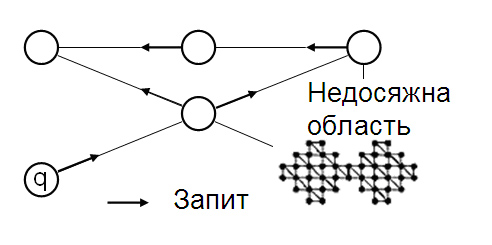 Недосяжна
область
q
Запит